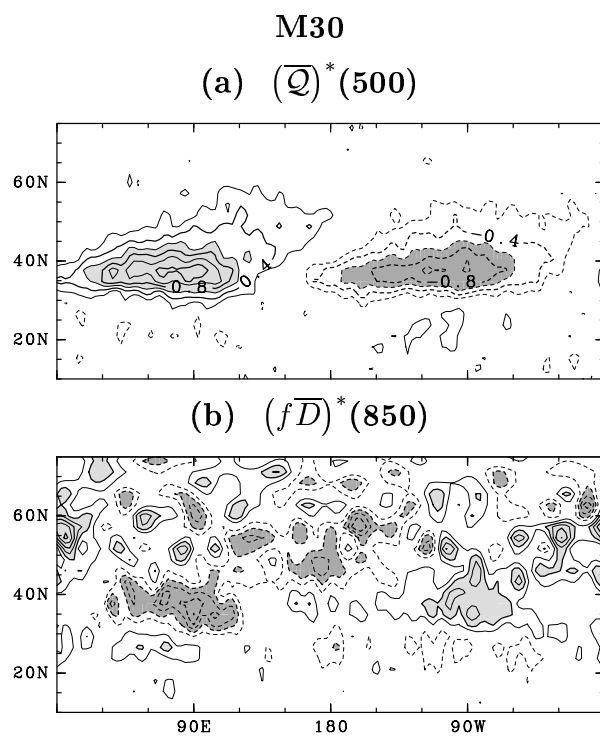 M30
(a) (𝒬̅)*(500)
60N
40N
20N
0.8
0.4
-0.4
-0.8
(b) (fD̅)*(850)
60N
40N
20N
90E 180 90W